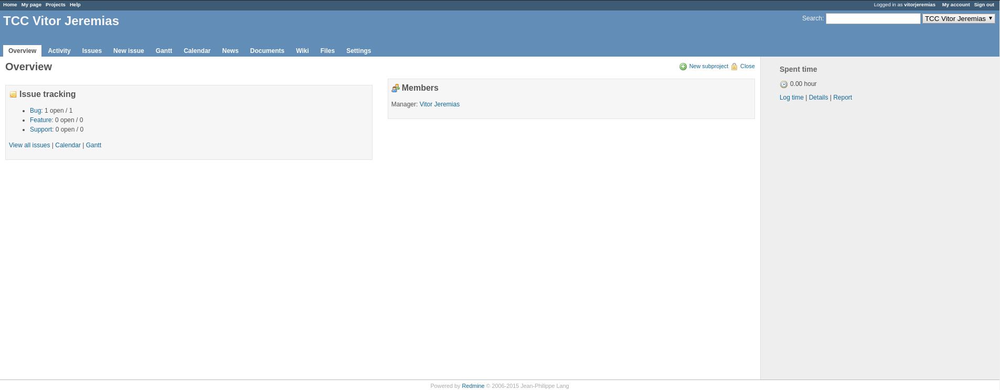 Home My page Projects Help
Logged in as vitorjeremias My account Sign out
TCC Vitor Jeremias
Search: TCC Vitor Jeremias
Overview Activity Issues New issue Gantt Calendar News Documents Wiki Files Settings
Overview
New subproject Close
Issue tracking
Bug: 1 open / 1
Feature: 0 open / 0
Support: 0 open / 0
View all issues | Calendar | Gantt
Members
Manager: Vitor Jeremias
Spent time
0.00 hour
Log time | Details | Report
Powered by Redmine © 2006-2015 Jean-Philippe Lang